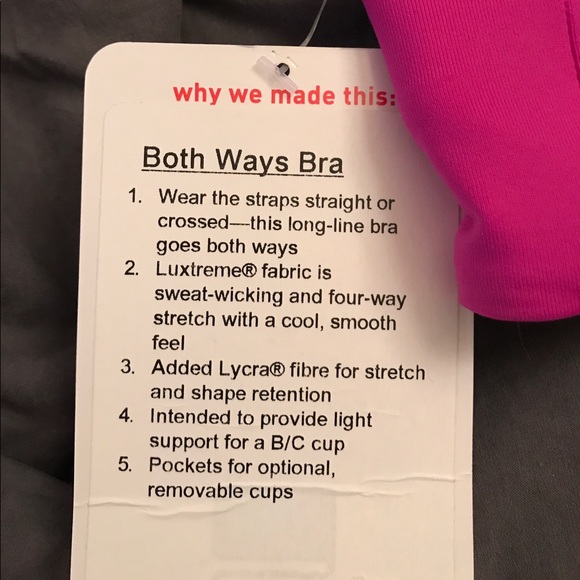 why we made this:
Both Ways Bra
1. Wear the straps straight or
crossed—this long-line bra
goes both ways
2. Luxtreme® fabric is
sweat-wicking and four-way
stretch with a cool, smooth
feel
3. Added Lycra® fibre for stretch
and shape retention
4. Intended to provide light
support for a B/C cup
5. Pockets for optional,
removable cups